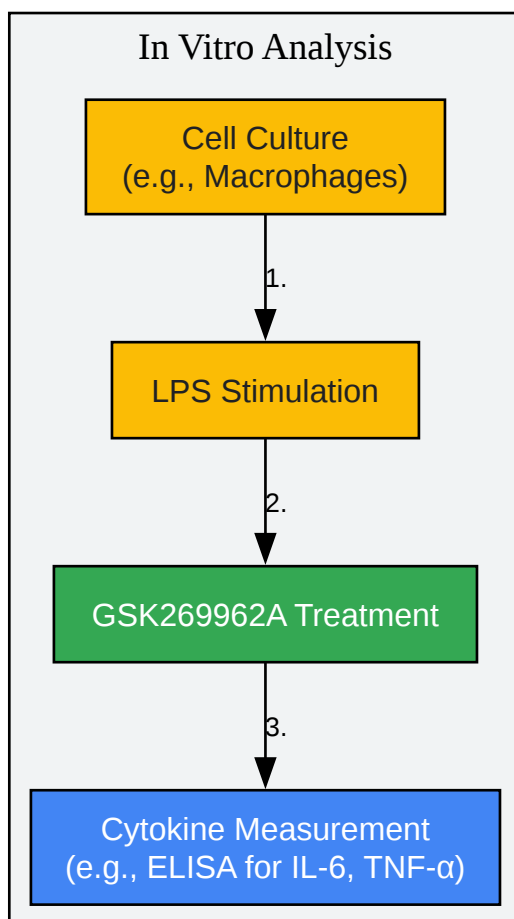 In Vitro Analysis
Cell Culture
(e.g., Macrophages)
1.
LPS Stimulation
2.
GSK269962A Treatment
3.
Cytokine Measurement
(e.g., ELISA for IL-6, TNF-α)